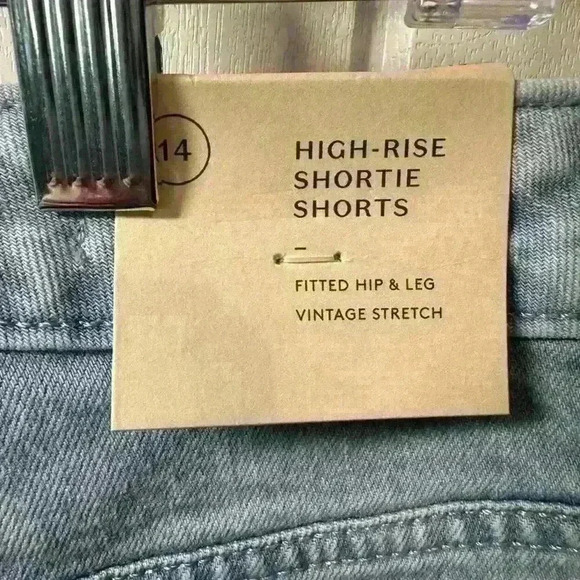 14
HIGH-RISE
SHORTIE
SHORTS
–
FITTED HIP & LEG
VINTAGE STRETCH